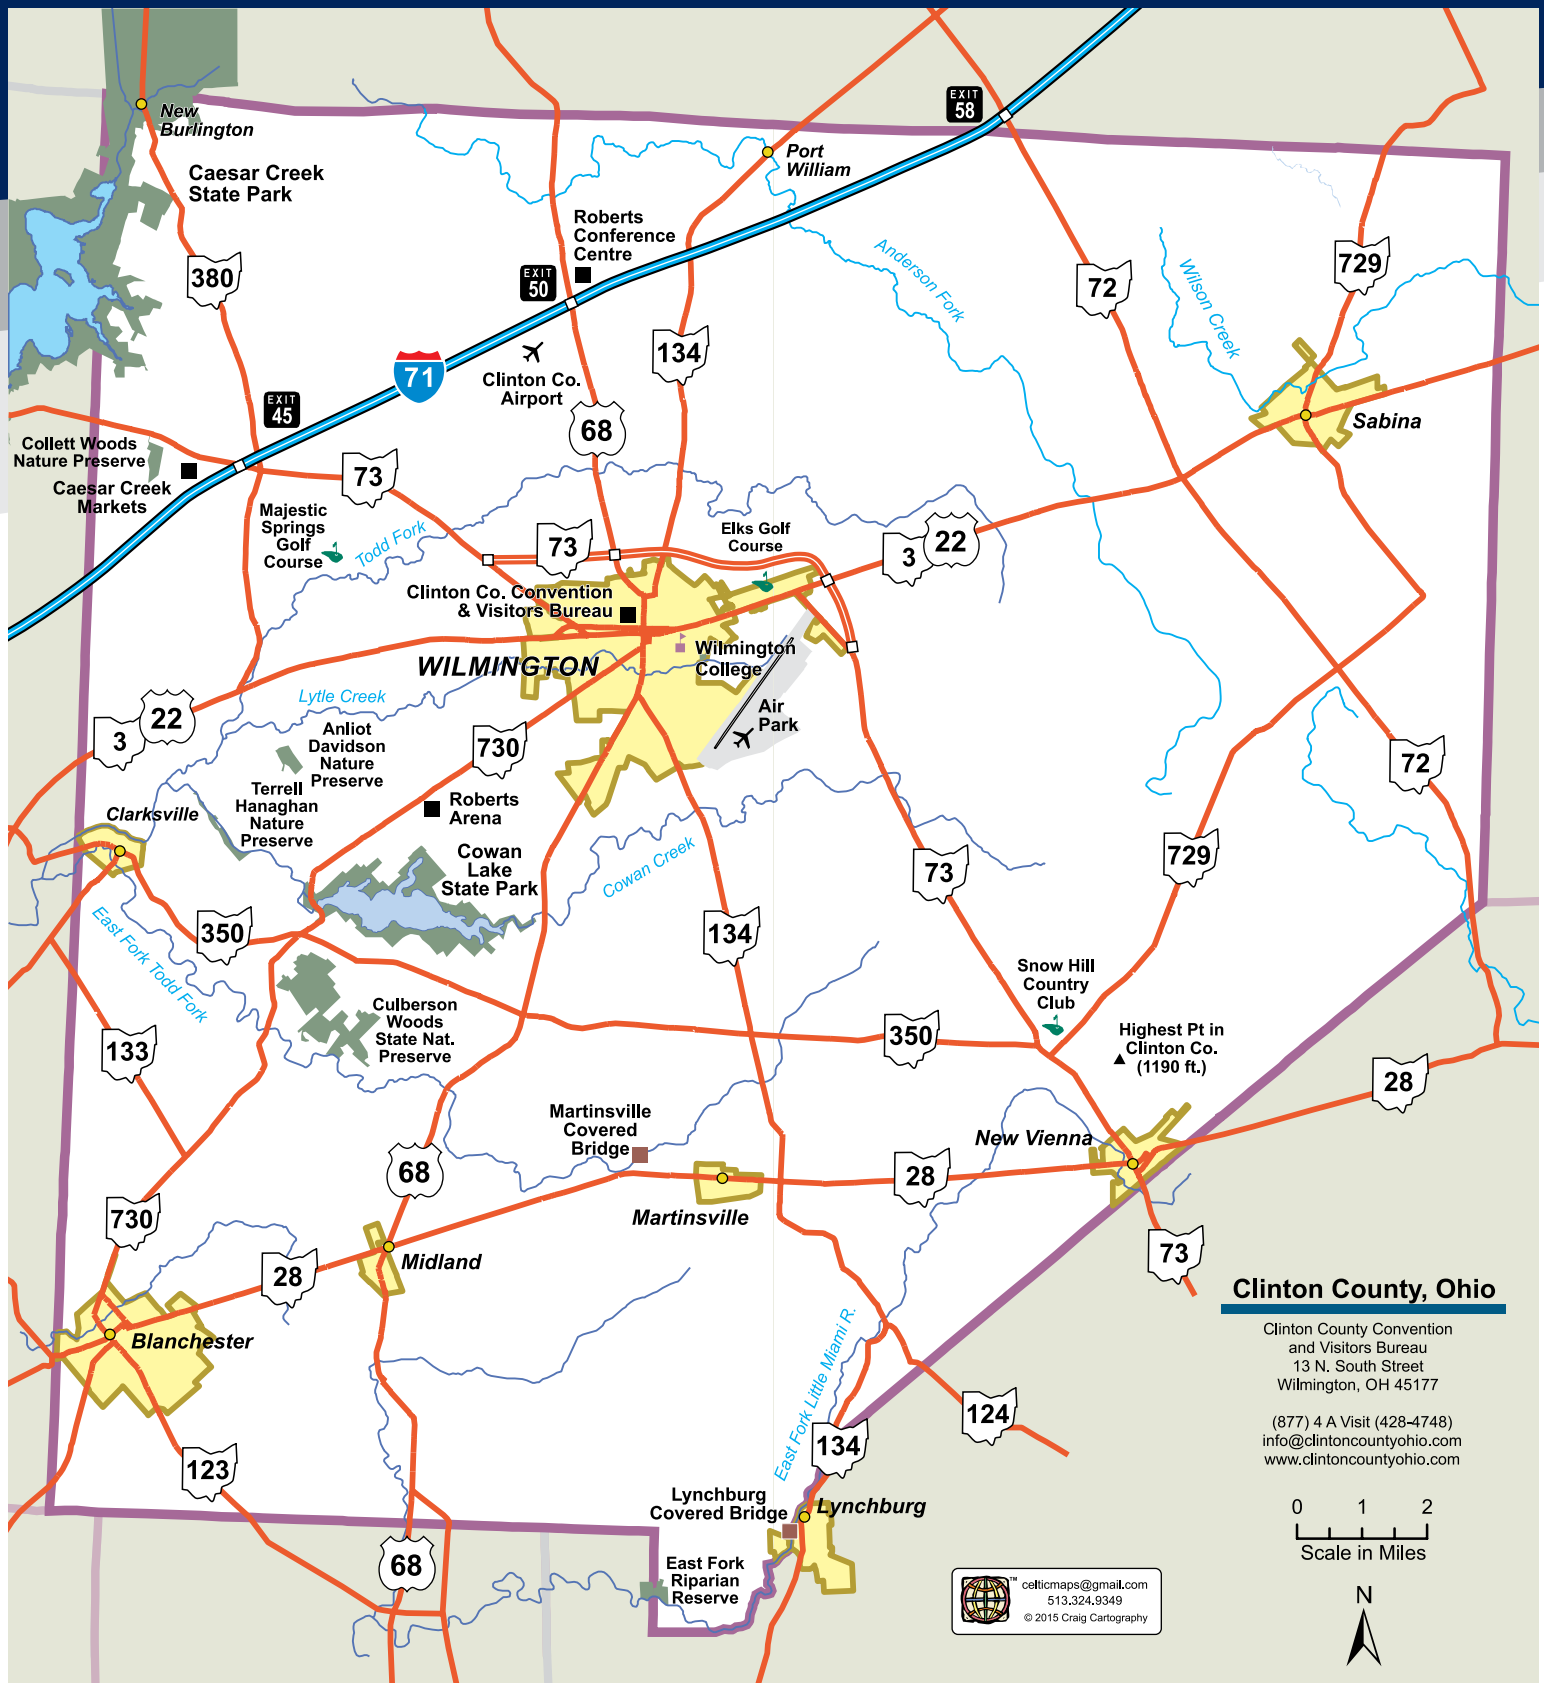 New
Burlington
Caesar Creek
State Park
EXIT
58
Port
William
Roberts
Conference
Centre
EXIT
50
380
Anderson Fork
Wilson Creek
729
72
134
71
Clinton Co.
Airport
EXIT
45
68
Sabina
Collett Woods
Nature Preserve
Caesar Creek
Markets
73
Majestic
Springs
Golf
Course
Todd Fork
73
Elks Golf
Course
3
22
Clinton Co. Convention
& Visitors Bureau
WILMINGTON
Wilmington
College
Lytle Creek
22
3
Air
Park
Anliot
Davidson
Nature
Preserve
730
72
Terrell
Hanaghan
Nature
Preserve
Roberts
Arena
Clarksville
Cowan
Lake
State Park
Cowan Creek
73
729
East Fork Todd Fork
350
134
Snow Hill
Country
Club
Culberson
Woods
State Nat.
Preserve
133
350
Highest Pt in
Clinton Co.
(1190 ft.)
28
Martinsville
Covered
Bridge
New Vienna
68
28
Martinsville
730
Midland
28
73
Blanchester
East Fork Little Miami R.
124
134
123
Lynchburg
Covered Bridge
Lynchburg
68
East Fork
Riparian
Reserve
Clinton County, Ohio
Clinton County Convention
and Visitors Bureau
13 N. South Street
Wilmington, OH 45177
(877) 4 A Visit (428-4748)
info@clintoncountyohio.com
www.clintoncountyohio.com
0 1 2
Scale in Miles
N
TM
celticmaps@gmail.com
513.324.9349
© 2015 Craig Cartography